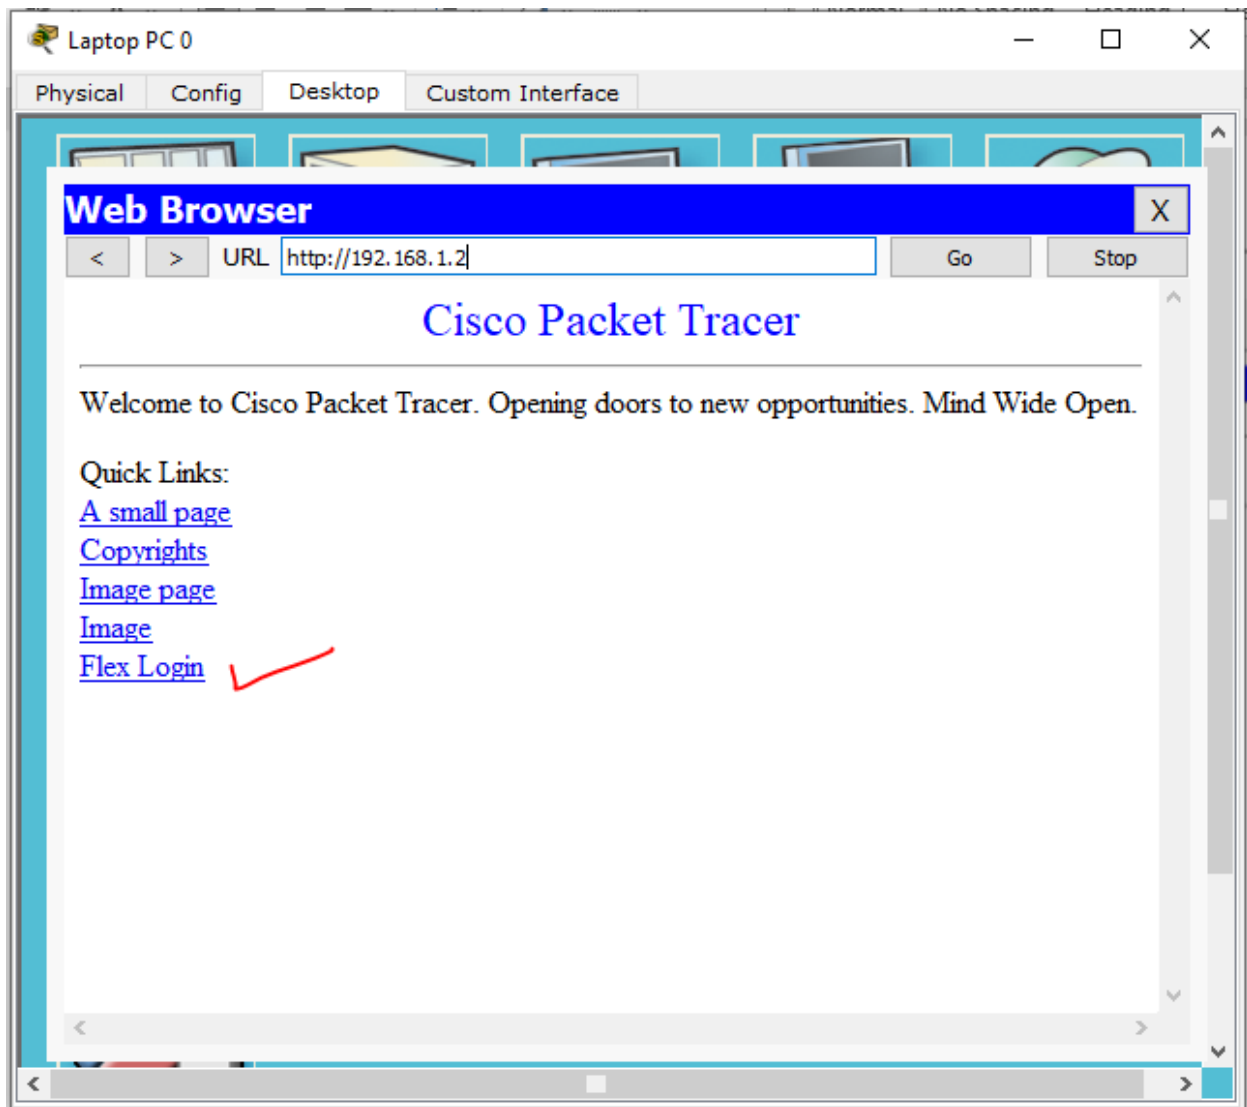 Laptop PC 0
Physical Config Desktop Custom Interface
Web Browser X
< > URL http://192.168.1.2 Go Stop
Cisco Packet Tracer
Welcome to Cisco Packet Tracer. Opening doors to new opportunities. Mind Wide Open.
Quick Links:
A small page
Copyrights
Image page
Image
Flex Login